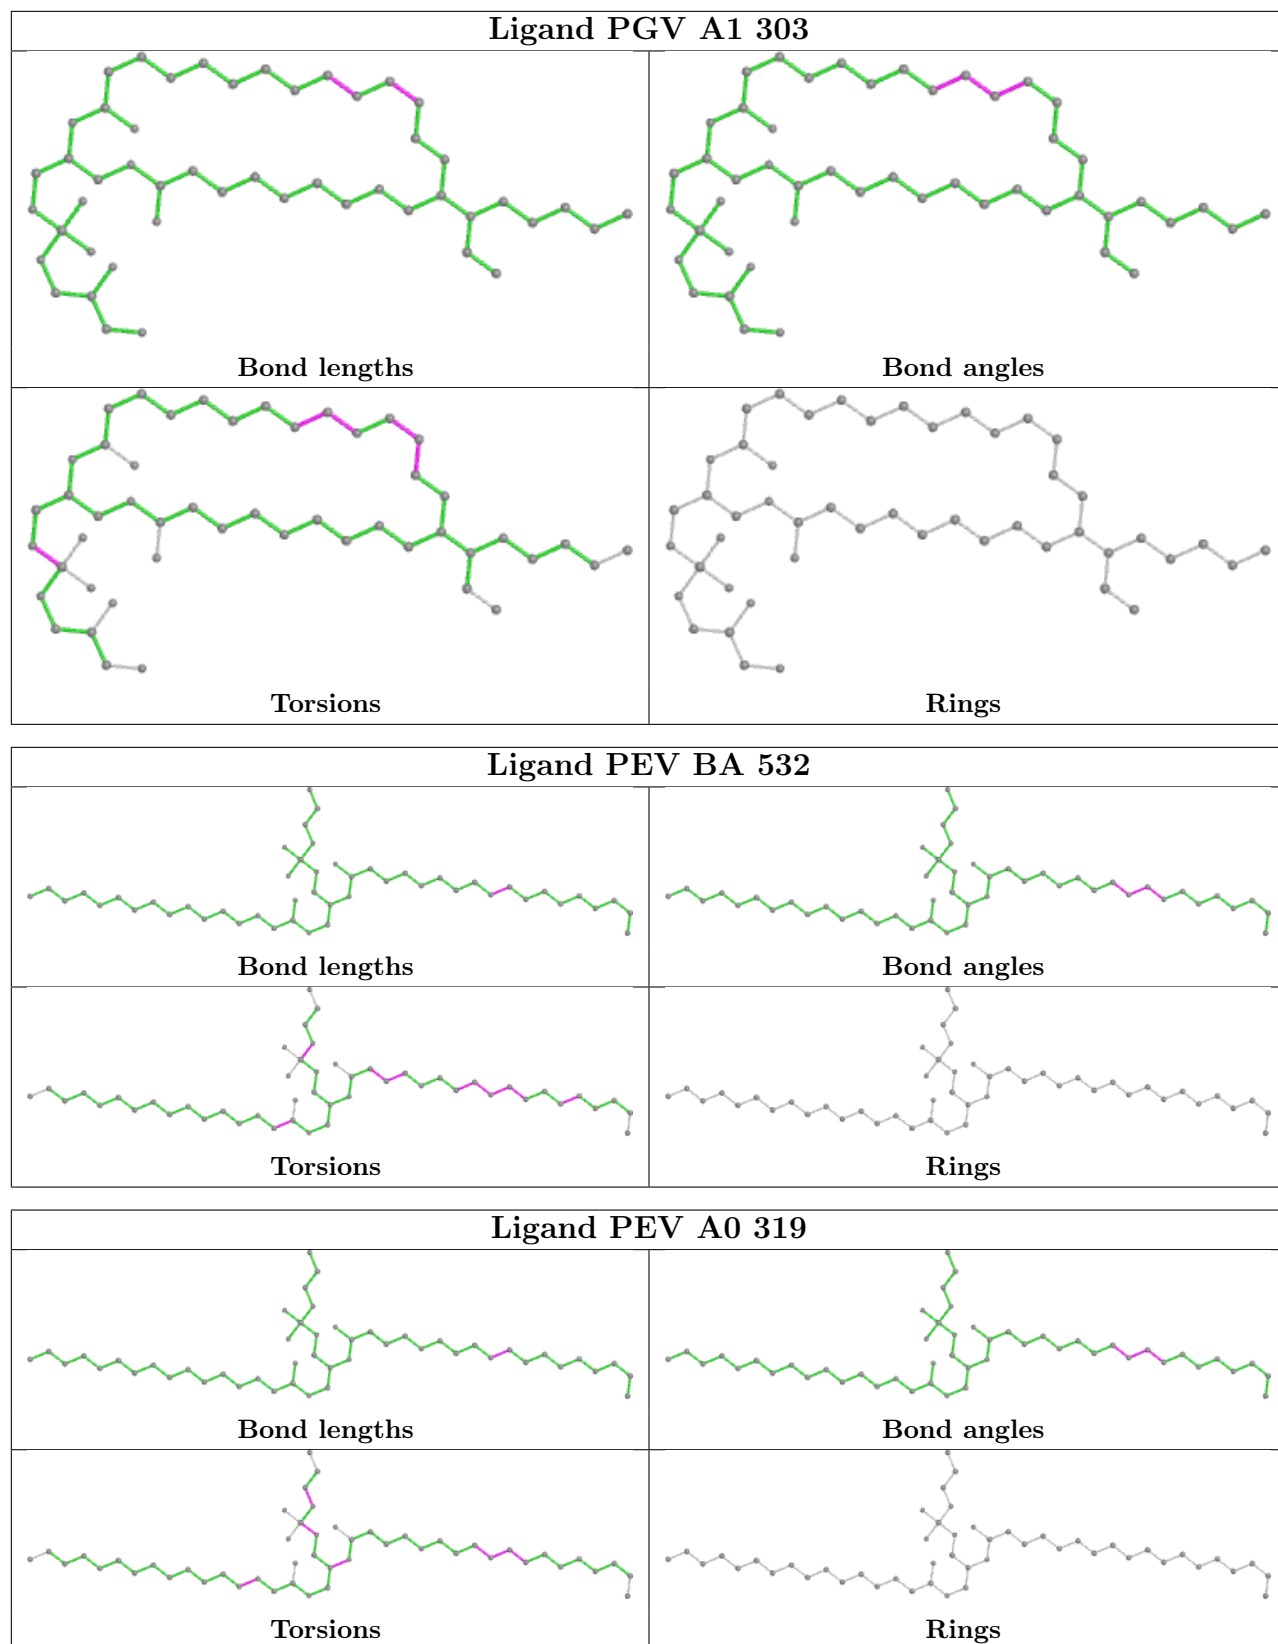 Ligand PGV A1 303
Bond lengths
Bond angles
Torsions
Rings
Ligand PEV BA 532
Bond lengths
Bond angles
Torsions
Rings
Ligand PEV A0 319
Bond lengths
Bond angles
Torsions
Rings